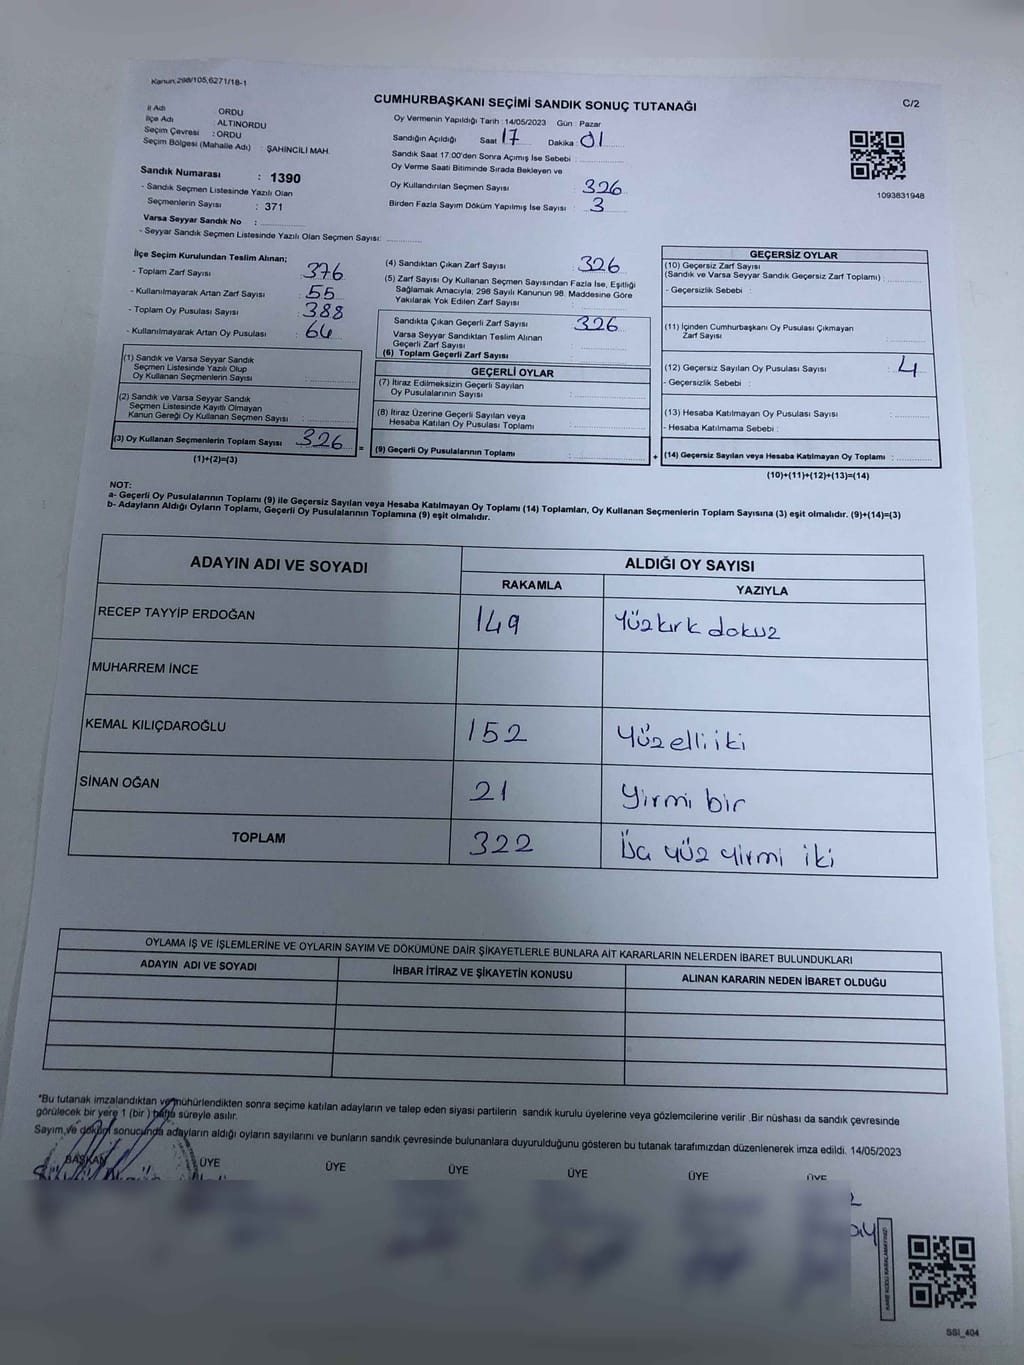 Kanun.298/105,6271/18-1
C/2
CUMHURBAŞKANI SEÇİMİ SANDIK SONUÇ TUTANAĞI
İl Adı ORDU
İlçe Adı : ALTINORDU
Seçim Çevresi : ORDU
Seçim Bölgesi (Mahalle Adı) : ŞAHİNCİLİ MAH.
Sandık Numarası : 1390
- Sandık Seçmen Listesinde Yazılı Olan
Seçmenlerin Sayısı : 371
Varsa Seyyar Sandık No :
- Seyyar Sandık Seçmen Listesinde Yazılı Olan Seçmen Sayısı:
Oy Vermenin Yapıldığı Tarih : 14/05/2023 Gün : Pazar
Sandığın Açıldığı Saat 17 Dakika : 01
Sandık Saat 17:00'den Sonra Açımış İse Sebebi :
Oy Verme Saati Bitiminde Sırada Bekleyen ve
Oy Kullandırılan Seçmen Sayısı : 326
Birden Fazla Sayım Döküm Yapılmış İse Sayısı : 3
1093831948
İlçe Seçim Kurulundan Teslim Alınan;
- Toplam Zarf Sayısı : 376
- Kullanılmayarak Artan Zarf Sayısı : 55
- Toplam Oy Pusulası Sayısı : 388
- Kullanılmayarak Artan Oy Pusulası : 66
(1) Sandık ve Varsa Seyyar Sandık
Seçmen Listesinde Yazılı Olup
Oy Kullanan Seçmenlerin Sayısı :
(2) Sandık ve Varsa Seyyar Sandık
Seçmen Listesinde Kayıtlı Olmayan
Kanun Gereği Oy Kullanan Seçmen Sayısı :
(3) Oy Kullanan Seçmenlerin Toplam Sayısı : 326
(1)+(2)=(3)
=
(4) Sandıktan Çıkan Zarf Sayısı : 326
(5) Zarf Sayısı Oy Kullanan Seçmen Sayısından Fazla İse, Eşitliği
Sağlamak Amacıyla; 298 Sayılı Kanunun 98. Maddesine Göre
Yakılarak Yok Edilen Zarf Sayısı :
Sandıkta Çıkan Geçerli Zarf Sayısı : 326
Varsa Seyyar Sandıktan Teslim Alınan
Geçerli Zarf Sayısı :
(6) Toplam Geçerli Zarf Sayısı :
GEÇERLİ OYLAR
(7) İtiraz Edilmeksizin Geçerli Sayılan
Oy Pusulalarının Sayısı :
(8) İtiraz Üzerine Geçerli Sayılan veya
Hesaba Katılan Oy Pusulası Toplamı :
(9) Geçerli Oy Pusulalarının Toplamı :
+
GEÇERSİZ OYLAR
(10) Geçersiz Zarf Sayısı
(Sandık ve Varsa Seyyar Sandık Geçersiz Zarf Toplamı) :
- Geçersizlik Sebebi :
(11) İçinden Cumhurbaşkanı Oy Pusulası Çıkmayan
Zarf Sayısı :
(12) Geçersiz Sayılan Oy Pusulası Sayısı : 4
- Geçersizlik Sebebi :
(13) Hesaba Katılmayan Oy Pusulası Sayısı :
- Hesaba Katılmama Sebebi :
(14) Geçersiz Sayılan veya Hesaba Katılmayan Oy Toplamı :
(10)+(11)+(12)+(13)=(14)
NOT:
a- Geçerli Oy Pusulalarının Toplamı (9) ile Geçersiz Sayılan veya Hesaba Katılmayan Oy Toplamı (14) Toplamları, Oy Kullanan Seçmenlerin Toplam Sayısına (3) eşit olmalıdır. (9)+(14)=(3)
b- Adayların Aldığı Oyların Toplamı, Geçerli Oy Pusulalarının Toplamına (9) eşit olmalıdır.
ADAYIN ADI VE SOYADI ALDIĞI OY SAYISI
RAKAMLA YAZIYLA
RECEP TAYYİP ERDOĞAN 149 Yüzkırk dokuz
MUHARREM İNCE
KEMAL KILIÇDAROĞLU 152 Yüz elli iki
SİNAN OĞAN 21 Yirmi bir
TOPLAM 322 Üç yüz yirmi iki
OYLAMA İŞ VE İŞLEMLERİNE VE OYLARIN SAYIM VE DÖKÜMÜNE DAİR ŞİKAYETLERLE BUNLARA AİT KARARLARIN NELERDEN İBARET BULUNDUKLARI
ADAYIN ADI VE SOYADI İHBAR İTİRAZ VE ŞİKAYETİN KONUSU ALINAN KARARIN NEDEN İBARET OLDUĞU
*Bu tutanak imzalandıktan ve mühürlendikten sonra seçime katılan adayların ve talep eden siyasi partilerin sandık kurulu üyelerine veya gözlemcilerine verilir .Bir nüshası da sandık çevresinde
görülecek bir yere 1 (bir ) hafta süreyle asılır.
Sayım ve döküm sonucunda adayların aldığı oyların sayılarını ve bunların sandık çevresinde bulunanlara duyurulduğunu gösteren bu tutanak tarafımızdan düzenlenerek imza edildi. 14/05/2023
BAŞKAN ÜYE ÜYE ÜYE ÜYE ÜYE ÜYE
SSİ_404